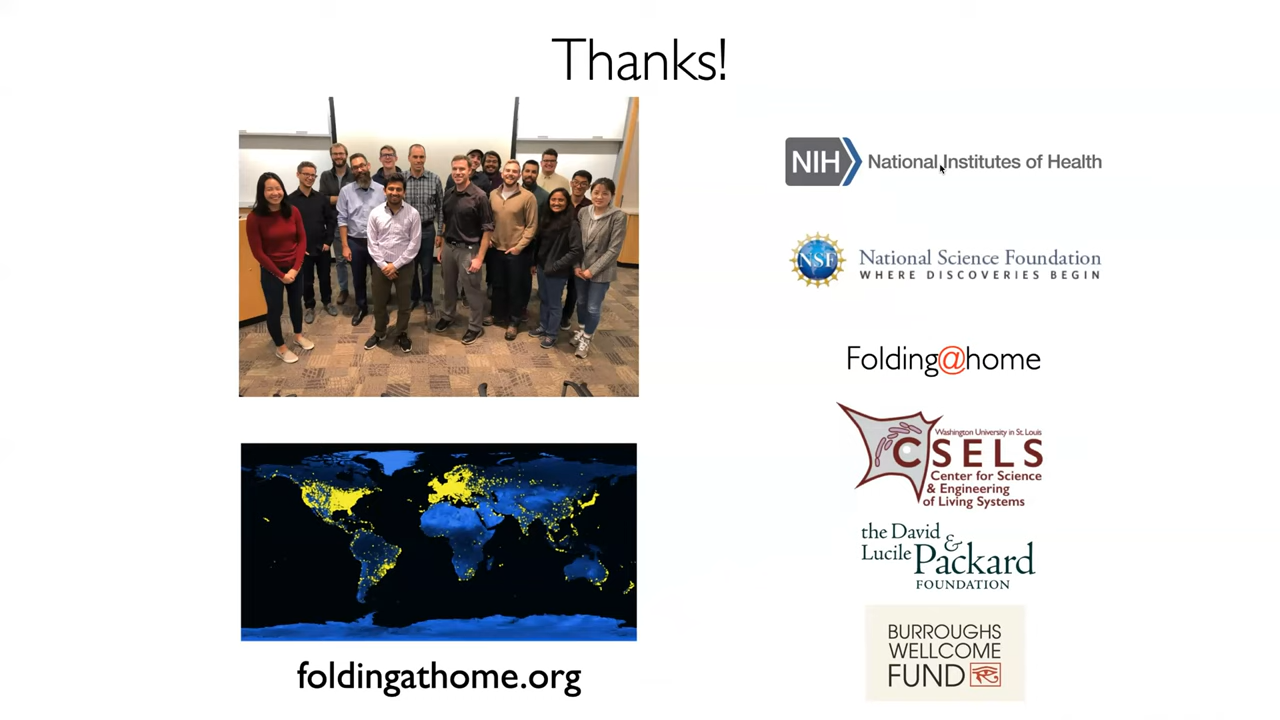 Thanks!
NIH National Institutes of Health
NSF National Science Foundation
WHERE DISCOVERIES BEGIN
Folding@home
Washington University in St. Louis
CSELS
Center for Science
& Engineering
of Living Systems
the David &
Lucile Packard
FOUNDATION
BURROUGHS
WELLCOME
FUND
foldingathome.org